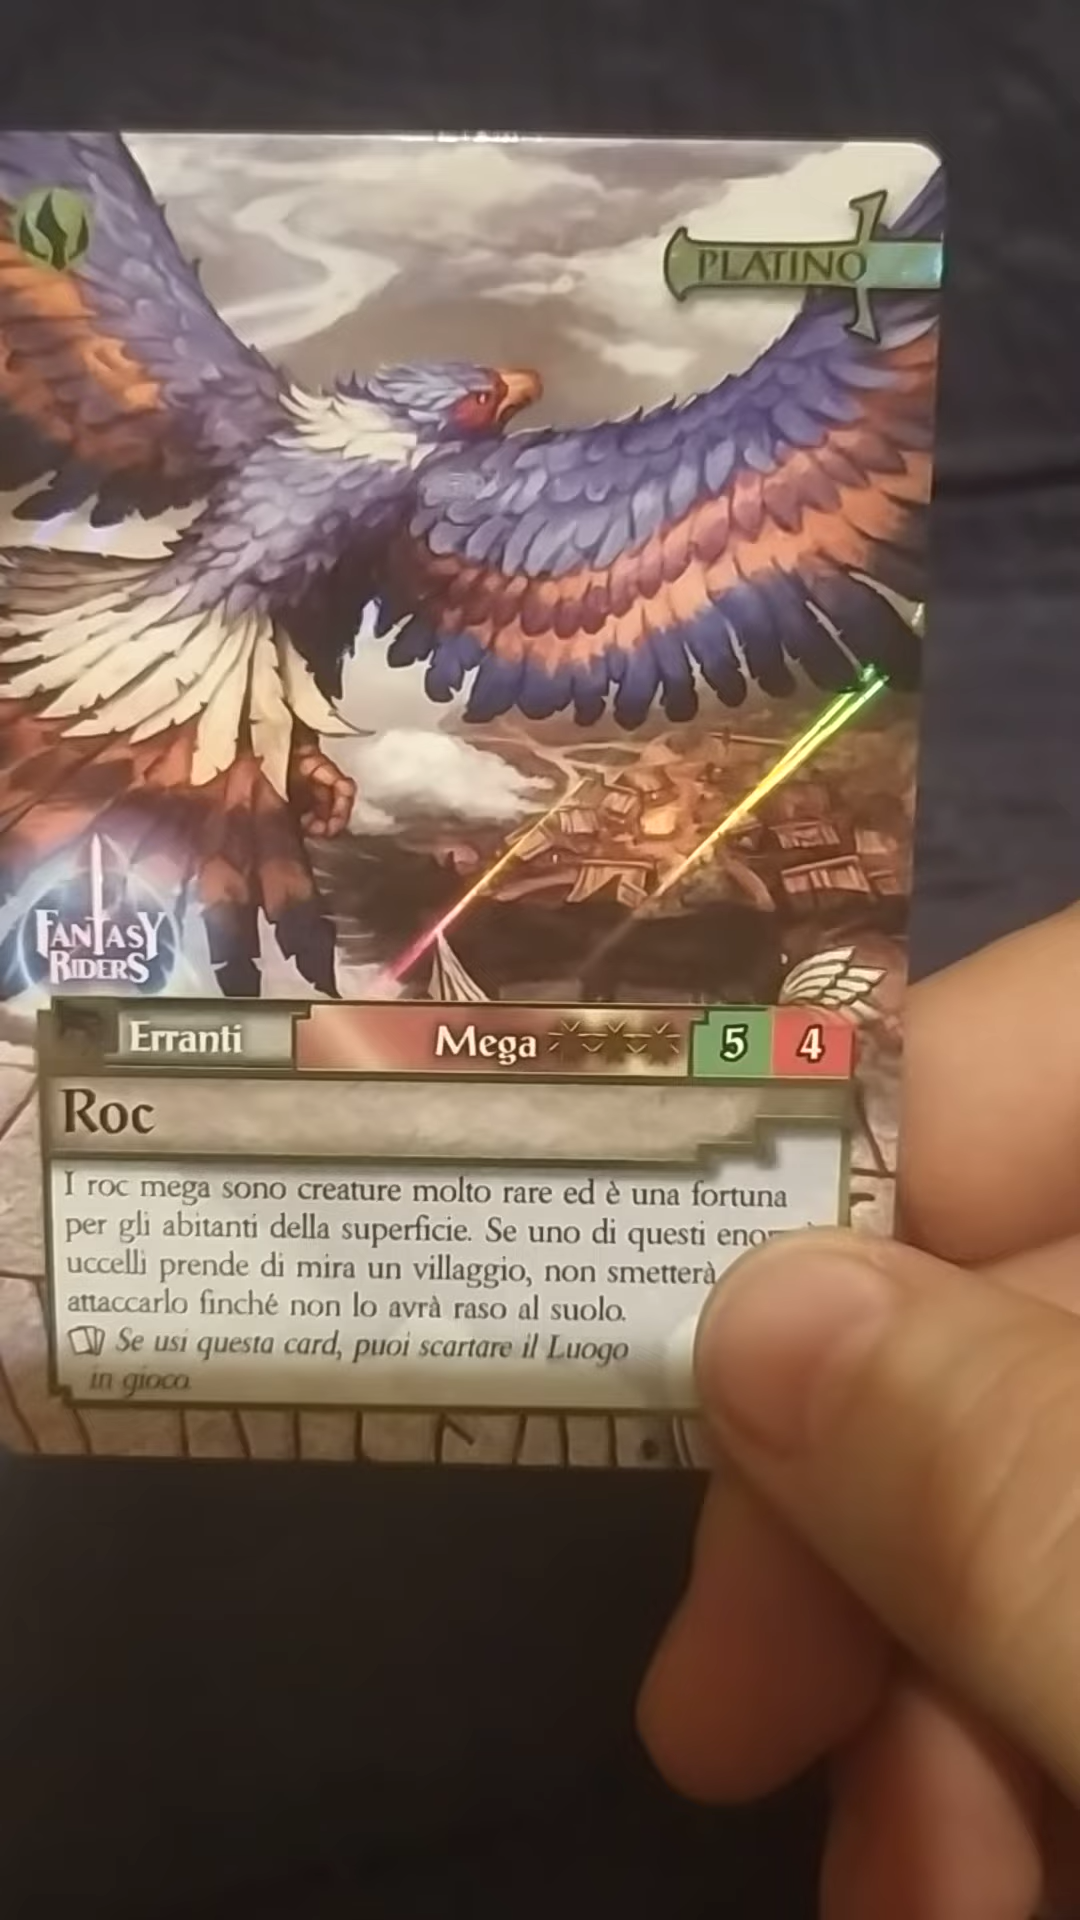 PLATINO
FANTASY
RIDERS
Erranti Mega 5 4
Roc
I roc mega sono creature molto rare ed è una fortuna
per gli abitanti della superficie. Se uno di questi
uccelli prende di mira un villaggio, non smetterà
attaccarlo finché non lo avrà raso al suolo.
Se usi questa card, puoi scartare il Luogo
in gioco.